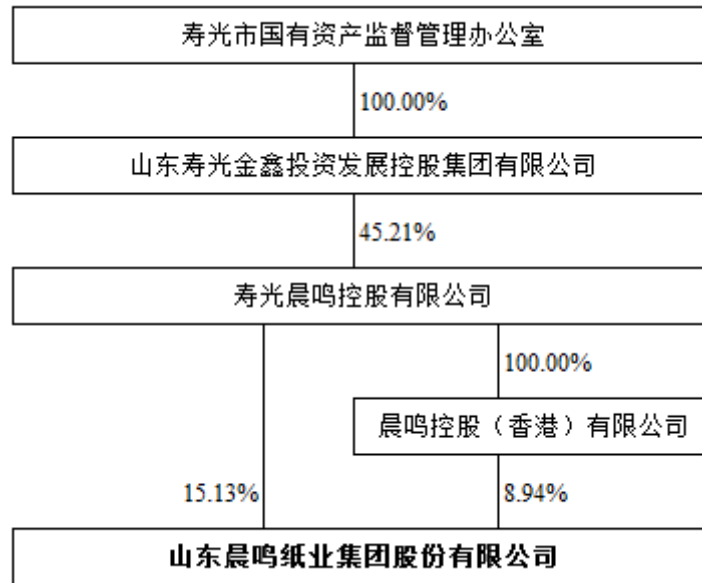 寿光市国有资产监督管理办公室
100.00%
山东寿光金鑫投资发展控股集团有限公司
45.21%
寿光晨鸣控股有限公司
100.00%
晨鸣控股（香港）有限公司
15.13%
8.94%
山东晨鸣纸业集团股份有限公司